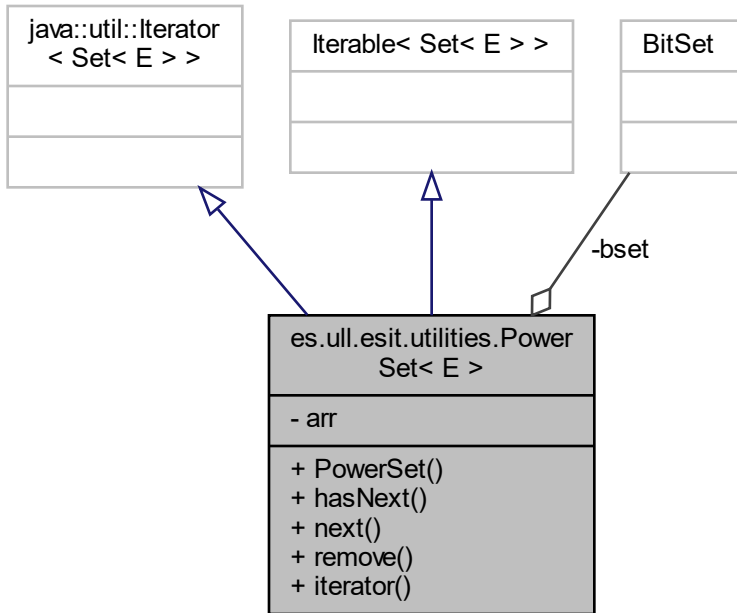 java::util::Iterator
< Set< E > >
Iterable< Set< E > >
BitSet
-bset
es.ull.esit.utilities.Power
Set< E >
- arr
+ PowerSet()
+ hasNext()
+ next()
+ remove()
+ iterator()